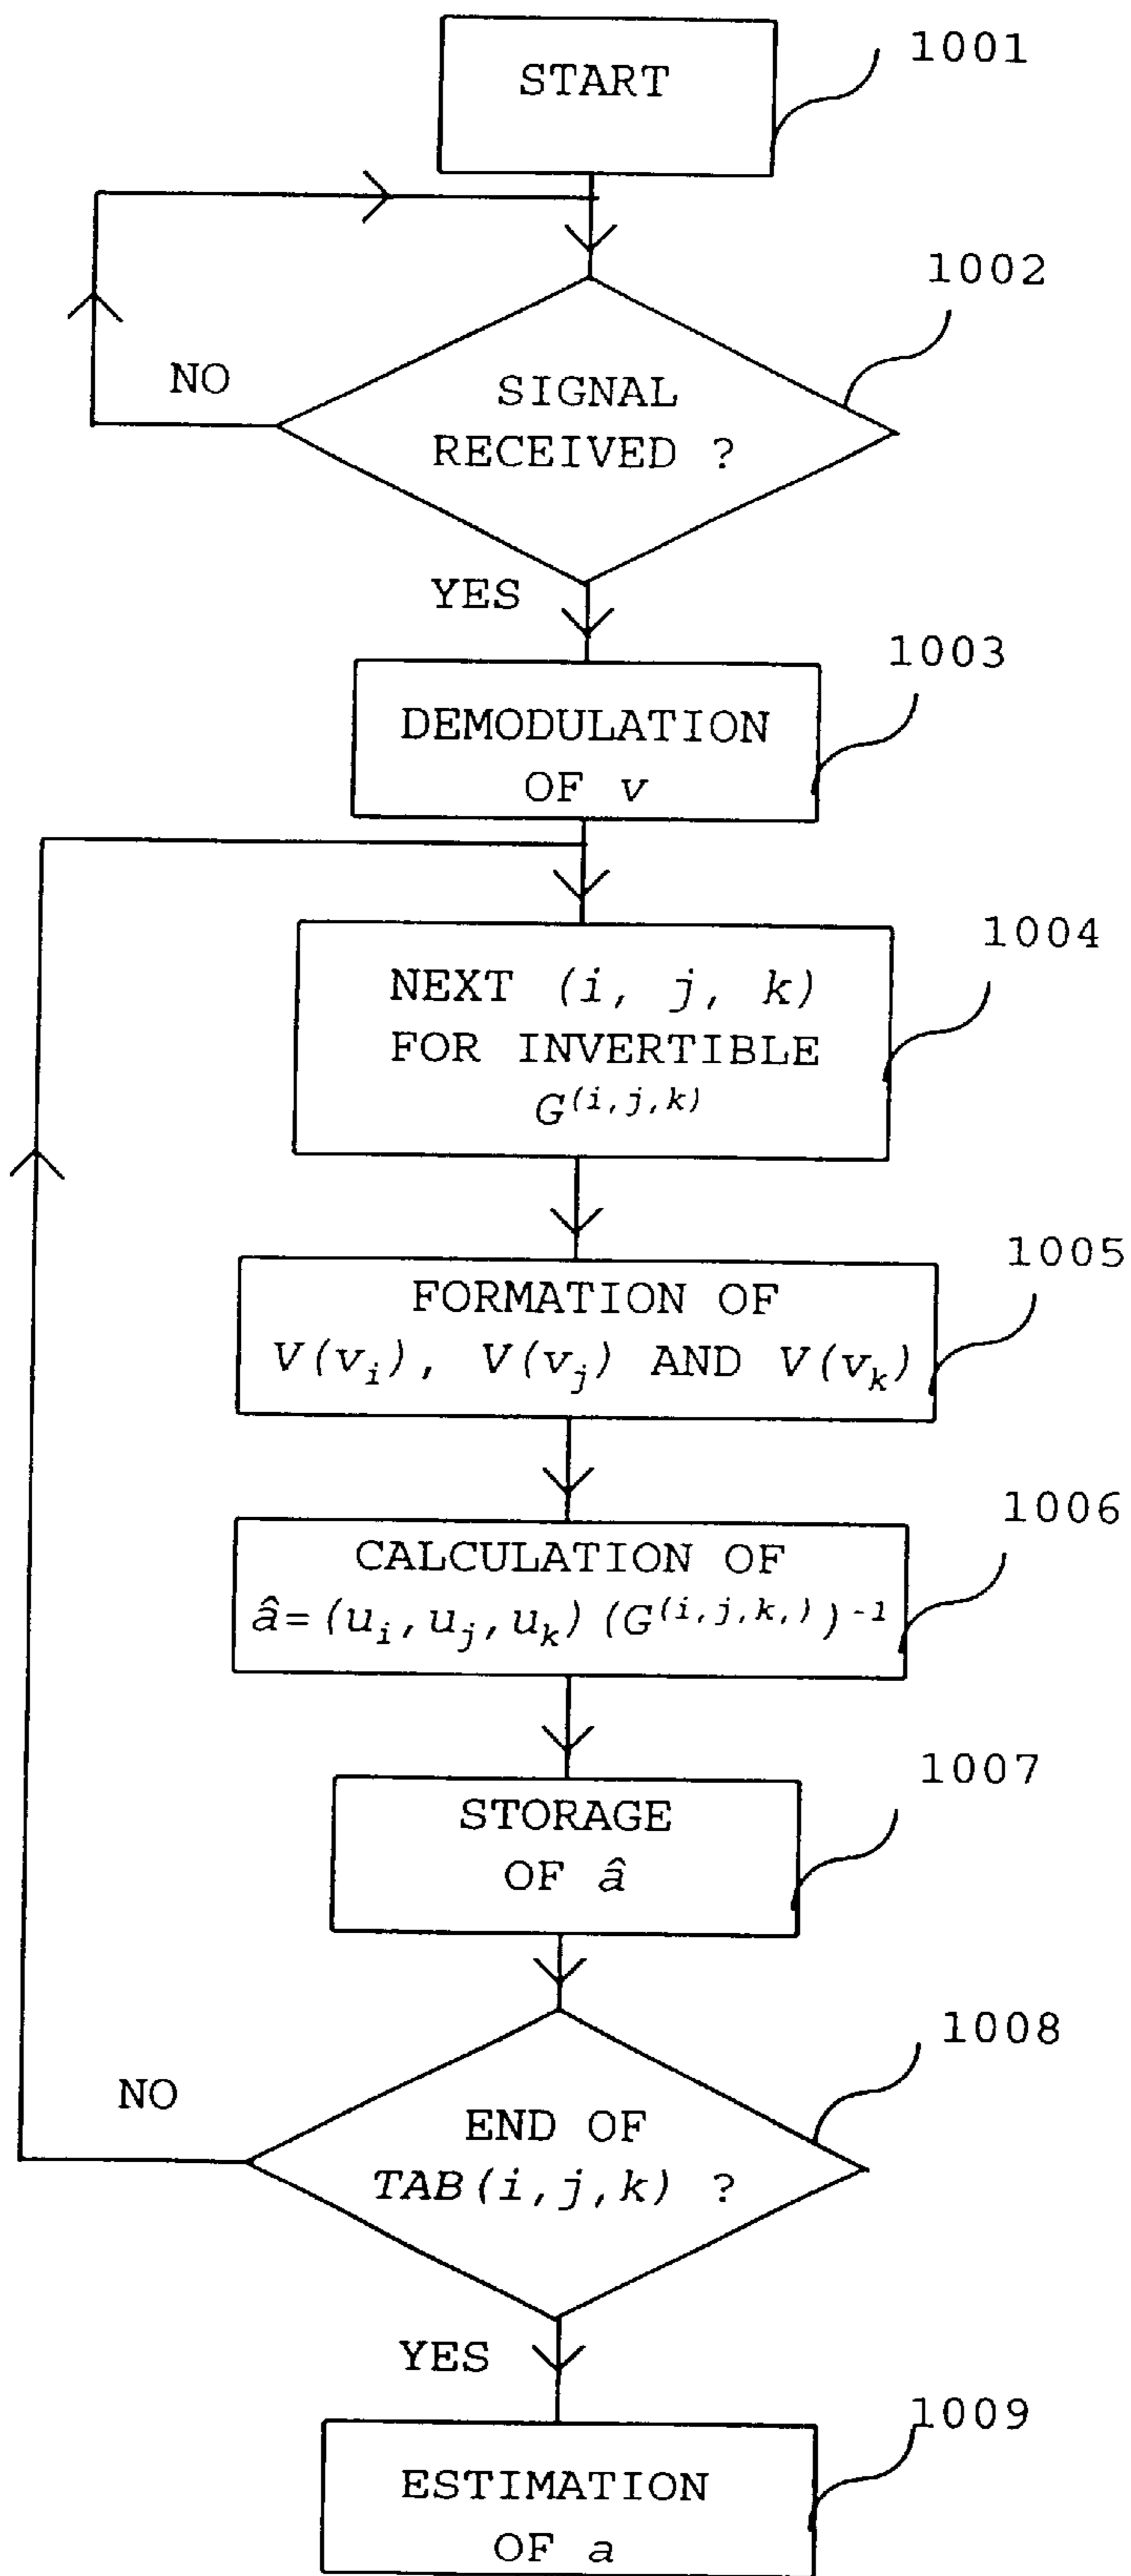 START
1001
1002
NO
SIGNAL
RECEIVED ?
YES
1003
DEMODULATION
OF v
1004
NEXT (i, j, k)
FOR INVERTIBLE
G^(i,j,k)
1005
FORMATION OF
V(v_i), V(v_j) AND V(v_k)
1006
CALCULATION OF
â=(u_i,u_j,u_k)(G^(i,j,k,))^-1
1007
STORAGE
OF â
1008
NO
END OF
TAB(i,j,k) ?
YES
1009
ESTIMATION
OF a